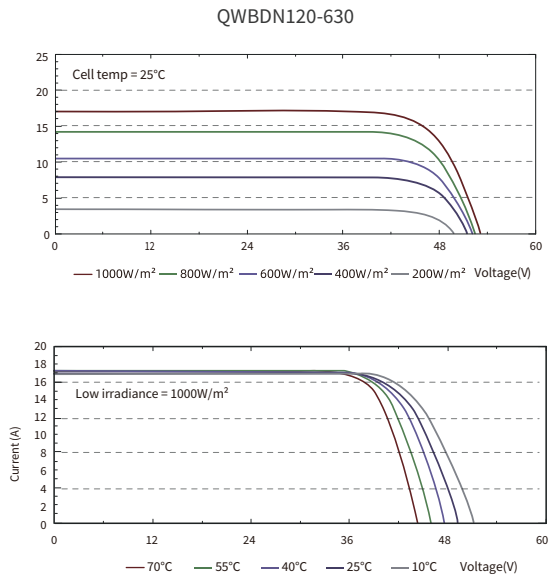 QWBDN120-630
25
Cell temp = 25°C
20
15
10
5
0
0 12 24 36 48 60
1000W/m² 800W/m² 600W/m² 400W/m² 200W/m² Voltage(V)
20
18
16
Low irradiance = 1000W/m²
14
12
10
8
6
4
2
0
Current (A)
0 12 24 36 48 60
70°C 55°C 40°C 25°C 10°C Voltage(V)